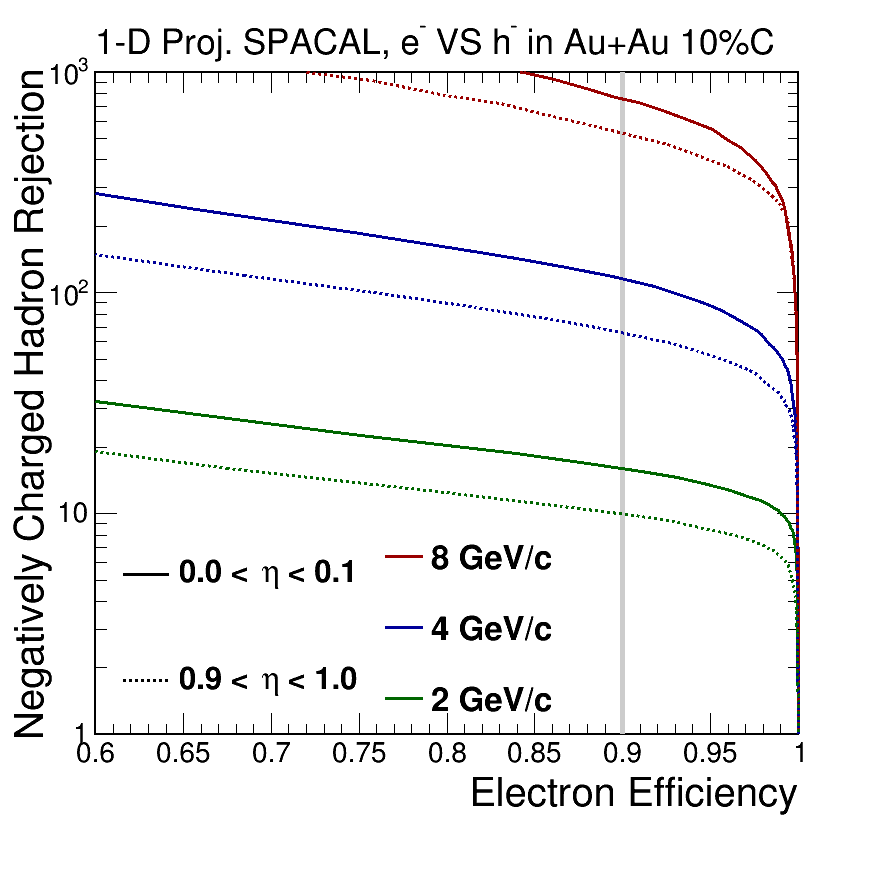 1-D Proj. SPACAL, e⁻ VS h⁻ in Au+Au 10%C
Negatively Charged Hadron Rejection
10³
10²
10
1
0.0 < η < 0.1
0.9 < η < 1.0
8 GeV/c
4 GeV/c
2 GeV/c
0.6 0.65 0.7 0.75 0.8 0.85 0.9 0.95 1
Electron Efficiency